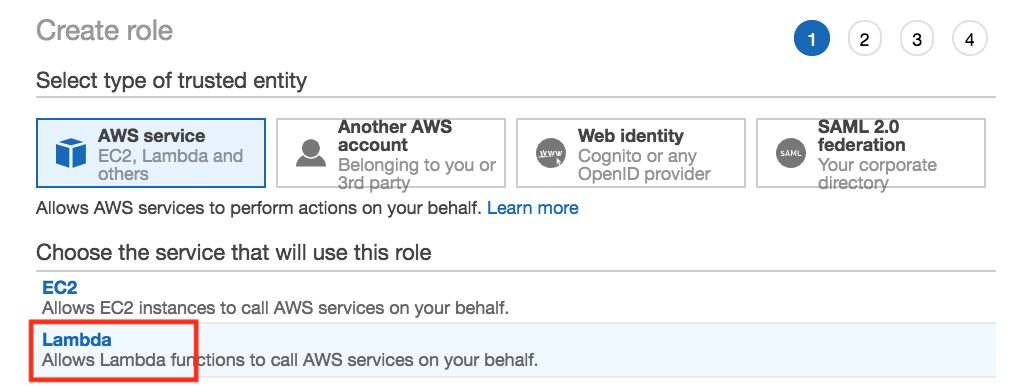 Create role
1 2 3 4
Select type of trusted entity
AWS service
EC2, Lambda and
others
Another AWS
account
Belonging to you or
3rd party
www
Web identity
Cognito or any
OpenID provider
SAML
SAML 2.0
federation
Your corporate
directory
Allows AWS services to perform actions on your behalf. Learn more
Choose the service that will use this role
EC2
Allows EC2 instances to call AWS services on your behalf.
Lambda
Allows Lambda functions to call AWS services on your behalf.